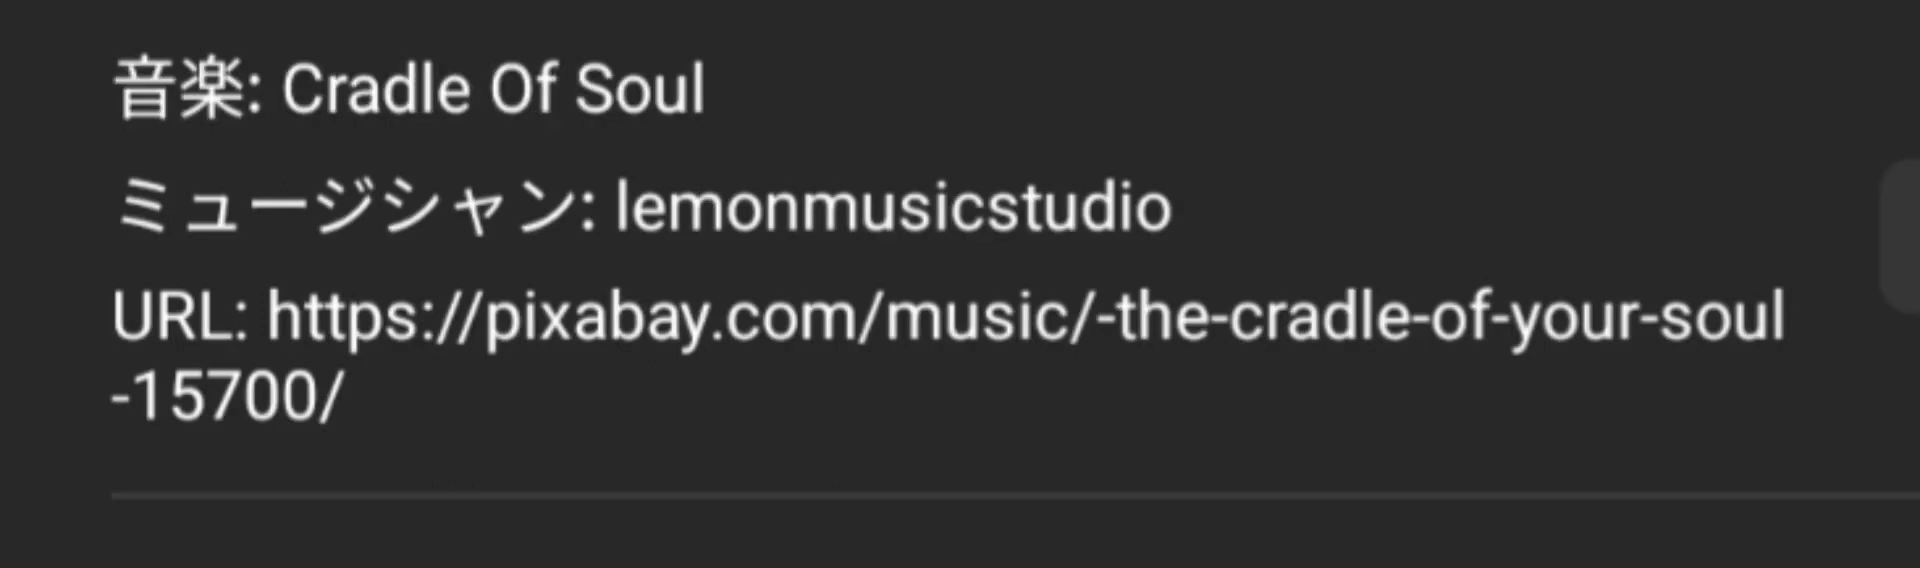 音楽: Cradle Of Soul
ミュージシャン: lemonmusicstudio
URL: https://pixabay.com/music/-the-cradle-of-your-soul
-15700/